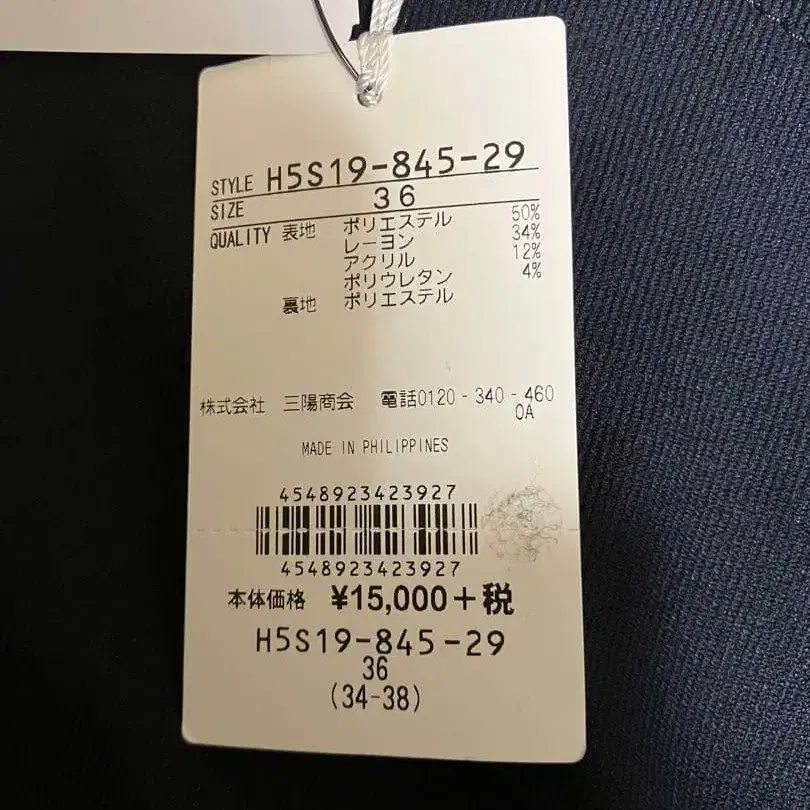 STYLE H5S19-845-29
SIZE 36
QUALITY 表地 ポリエステル 50%
レーヨン 34%
アクリル 12%
ポリウレタン 4%
裏地 ポリエステル
株式会社 三陽商会 電話0120-340-460
0A
MADE IN PHILIPPINES
4548923423927
4548923423927
本体価格 ¥15,000+税
H5S19-845-29
36
(34-38)